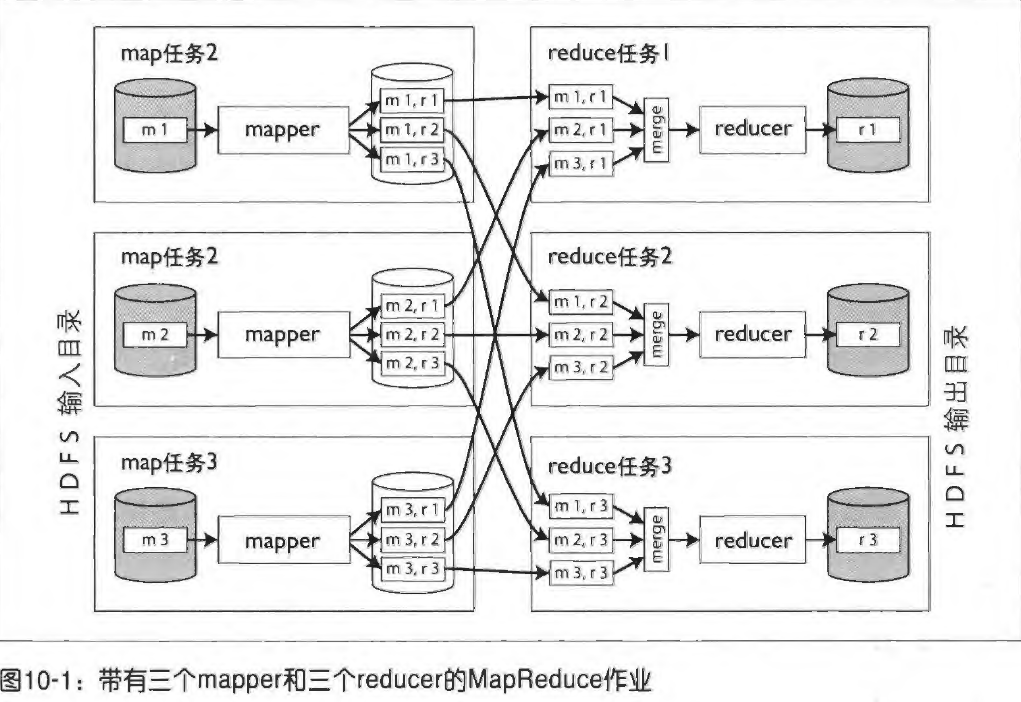 map任务2
m 1
mapper
m 1, r 1
m 1, r 2
m 1, r 3
reduce任务1
m 1, r 1
m 2, r 1
m 3, r 1
merge
reducer
r 1
map任务2
m 2
mapper
m 2, r 1
m 2, r 2
m 2, r 3
reduce任务2
m 1, r 2
m 2, r 2
m 3, r 2
merge
reducer
r 2
map任务3
m 3
mapper
m 3, r 1
m 3, r 2
m 3, r 3
reduce任务3
m 1, r 3
m 2, r 3
m 3, r 3
merge
reducer
r 3
HDFS 输入目录
HDFS 输出目录
图10-1：带有三个mapper和三个reducer的MapReduce作业